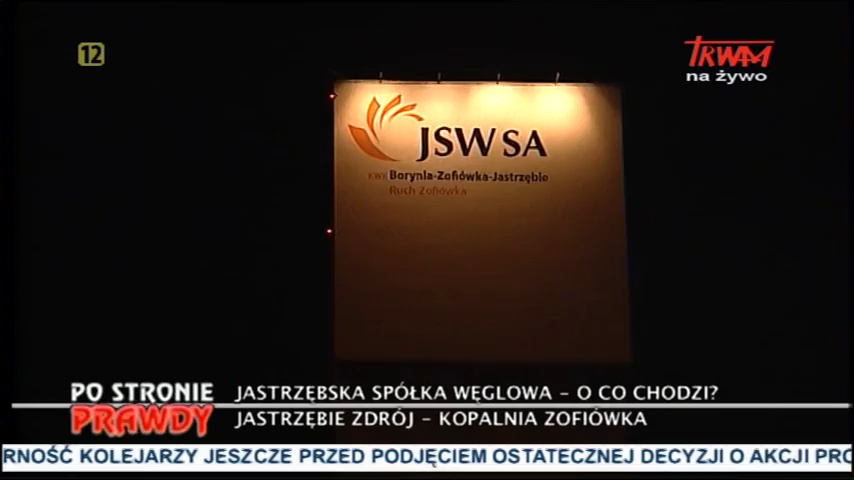 12
TRWAM
na żywo
JSW SA
KWK Borynia-Zofiówka-Jastrzębie
Ruch Zofiówka
PO STRONIE PRAWDY
JASTRZĘBSKA SPÓŁKA WĘGLOWA – O CO CHODZI?
JASTRZĘBIE ZDRÓJ – KOPALNIA ZOFIÓWKA
RNOŚĆ KOLEJARZY JESZCZE PRZED PODJĘCIEM OSTATECZNEJ DECYZJI O AKCJI PRO